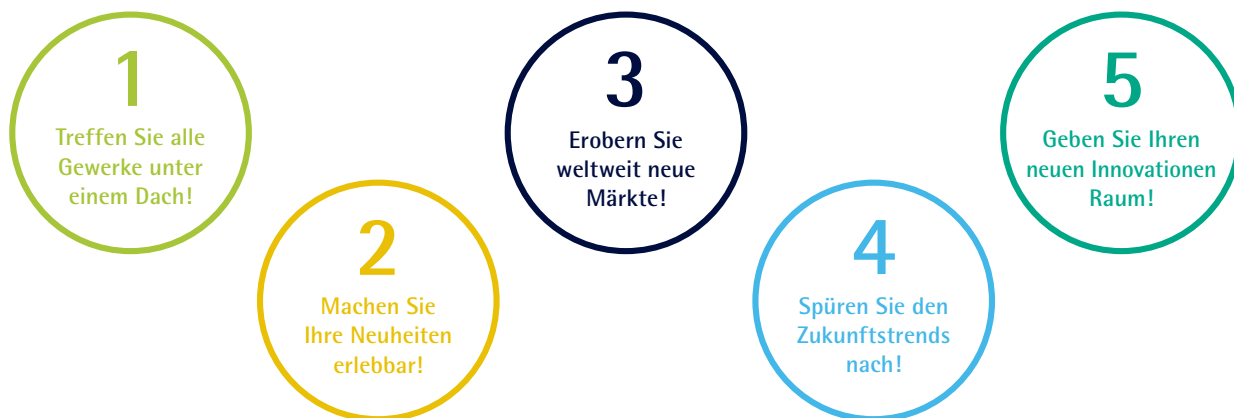 1
Treffen Sie alle
Gewerke unter
einem Dach!
2
Machen Sie
Ihre Neuheiten
erlebbar!
3
Erobern Sie
weltweit neue
Märkte!
4
Spüren Sie den
Zukunftstrends
nach!
5
Geben Sie Ihren
neuen Innovationen
Raum!